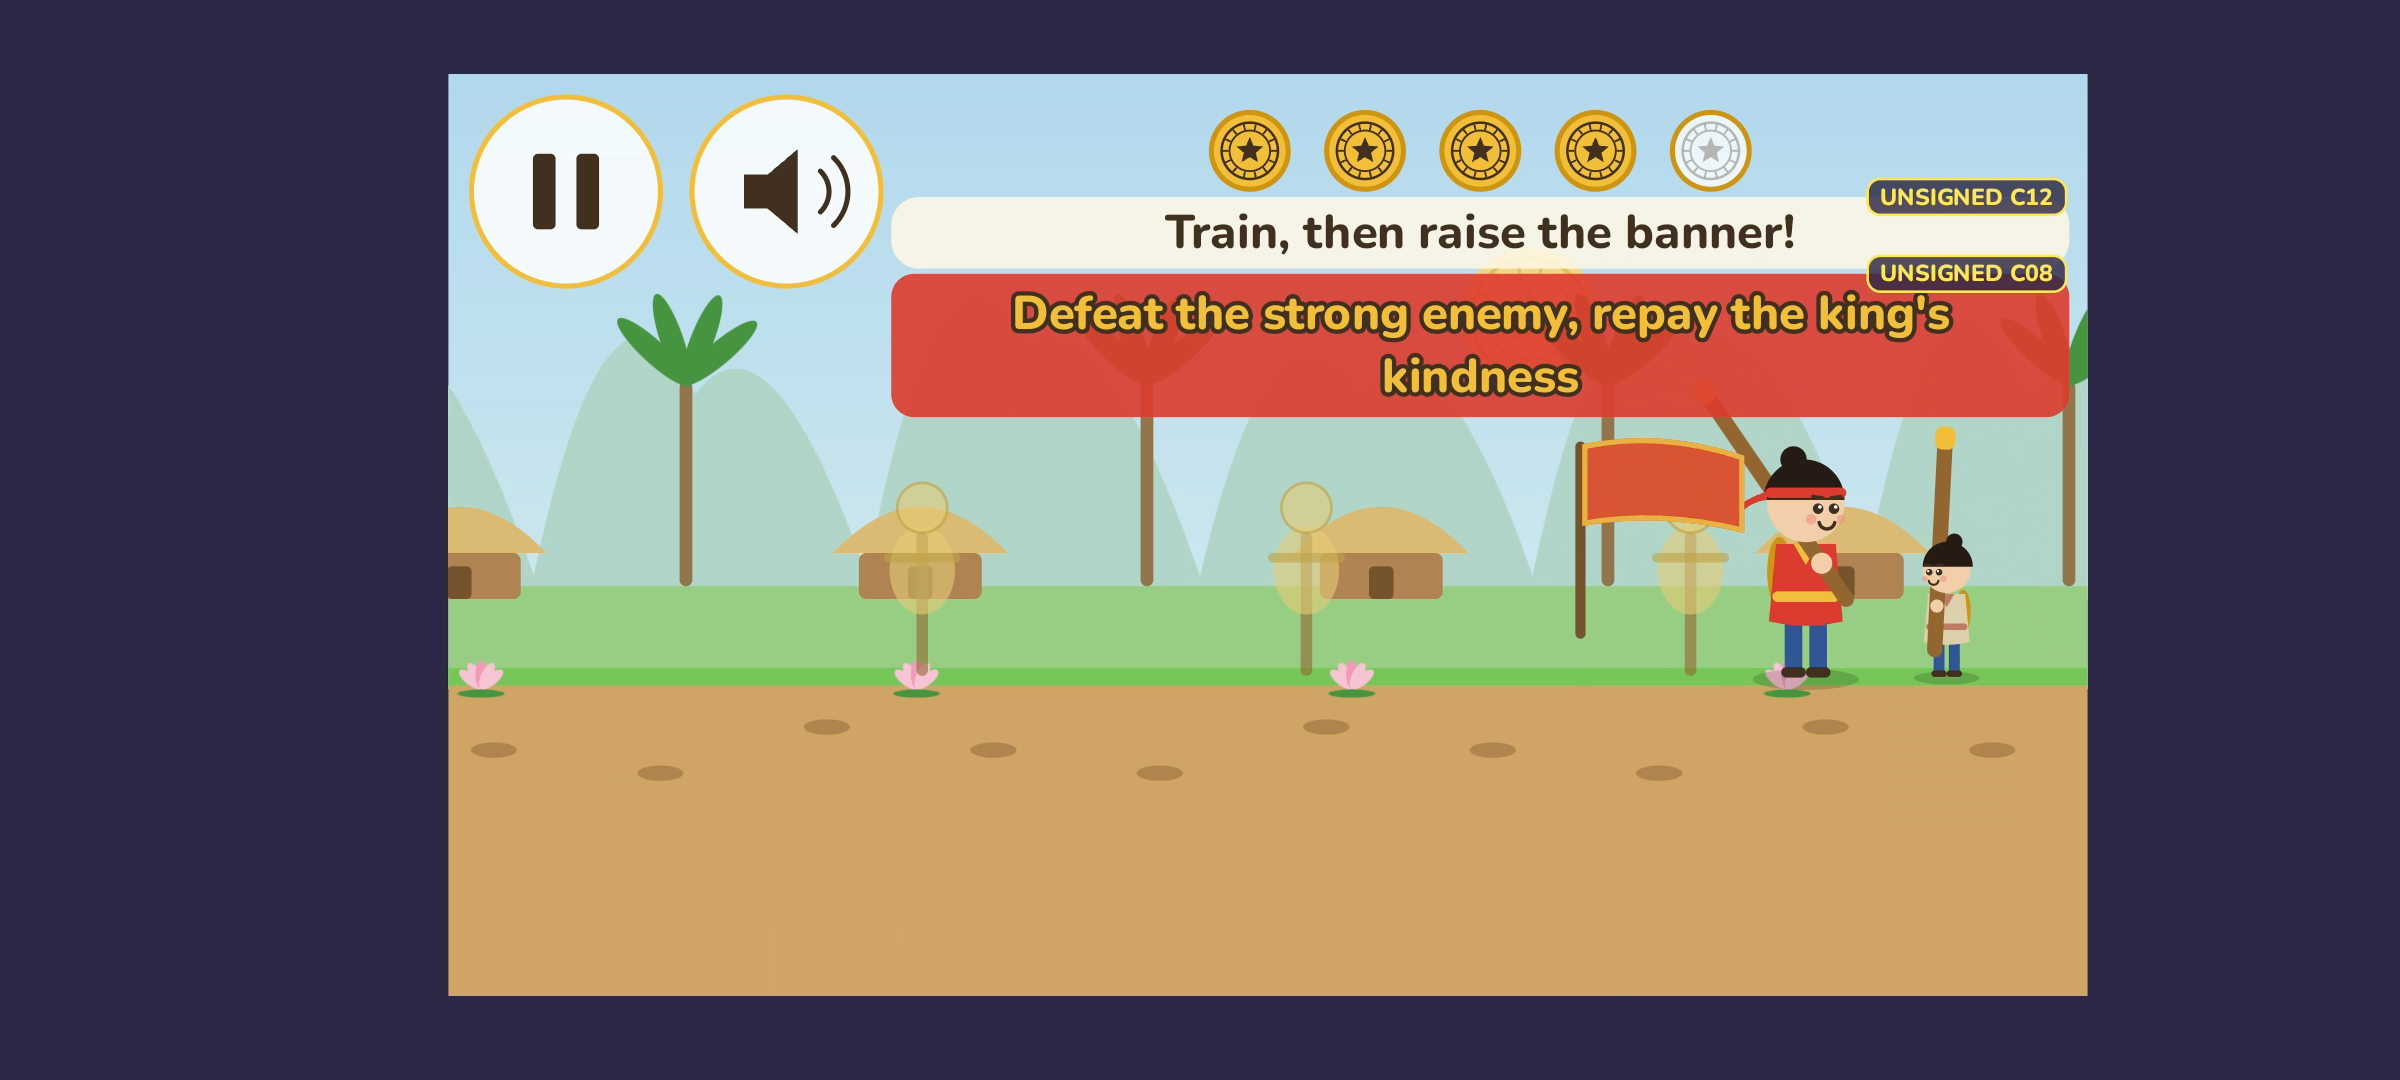 UNSIGNED C12
Train, then raise the banner!
UNSIGNED C08
Defeat the strong enemy, repay the king's
kindness